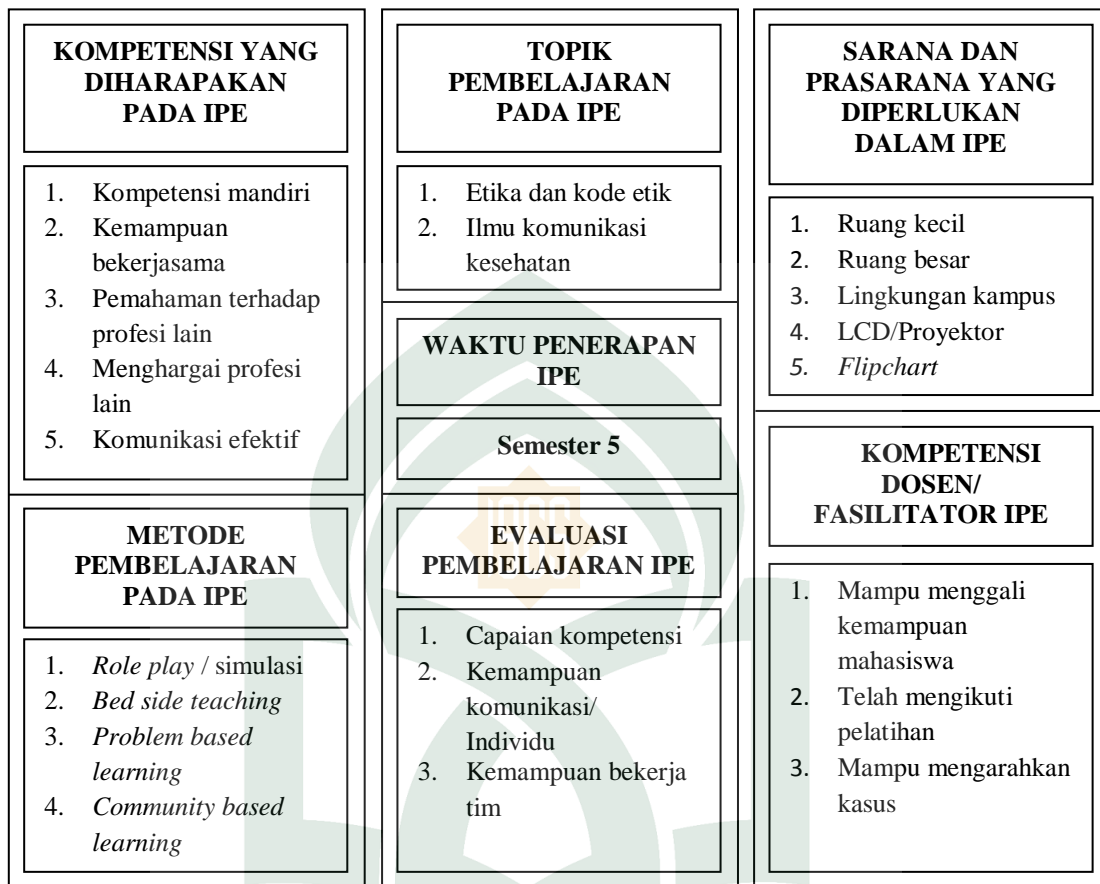 KOMPETENSI YANG
DIHARAPAKAN
PADA IPE
1. Kompetensi mandiri
2. Kemampuan
bekerjasama
3. Pemahaman terhadap
profesi lain
4. Menghargai profesi
lain
5. Komunikasi efektif
METODE
PEMBELAJARAN
PADA IPE
1. Role play / simulasi
2. Bed side teaching
3. Problem based
learning
4. Community based
learning
TOPIK
PEMBELAJARAN
PADA IPE
1. Etika dan kode etik
2. Ilmu komunikasi
kesehatan
WAKTU PENERAPAN
IPE
Semester 5
EVALUASI
PEMBELAJARAN IPE
1. Capaian kompetensi
2. Kemampuan
komunikasi/
Individu
3. Kemampuan bekerja
tim
SARANA DAN
PRASARANA YANG
DIPERLUKAN
DALAM IPE
1. Ruang kecil
2. Ruang besar
3. Lingkungan kampus
4. LCD/Proyektor
5. Flipchart
KOMPETENSI
DOSEN/
FASILITATOR IPE
1. Mampu menggali
kemampuan
mahasiswa
2. Telah mengikuti
pelatihan
3. Mampu mengarahkan
kasus